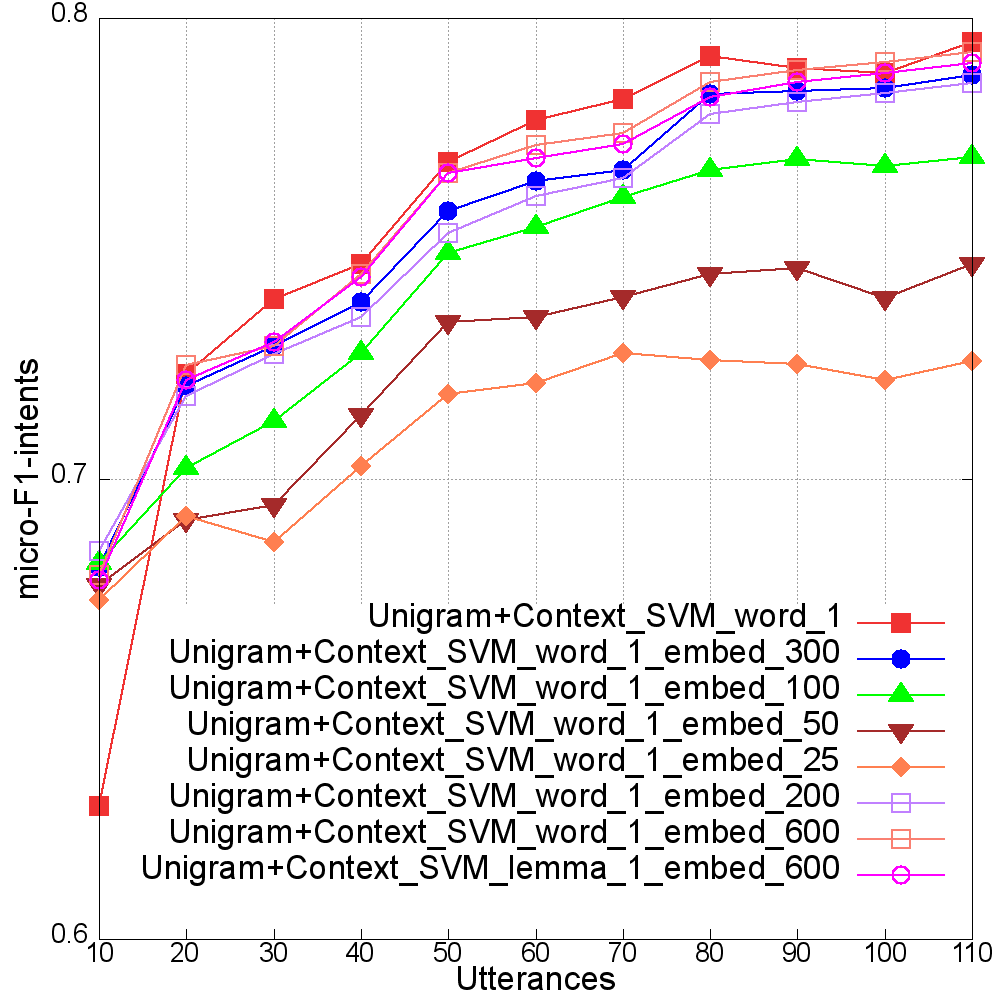 0.8
0.7
0.6
micro-F1-intents
Unigram+Context_SVM_word_1
Unigram+Context_SVM_word_1_embed_300
Unigram+Context_SVM_word_1_embed_100
Unigram+Context_SVM_word_1_embed_50
Unigram+Context_SVM_word_1_embed_25
Unigram+Context_SVM_word_1_embed_200
Unigram+Context_SVM_word_1_embed_600
Unigram+Context_SVM_lemma_1_embed_600
10 20 30 40 50 60 70 80 90 100 110
Utterances